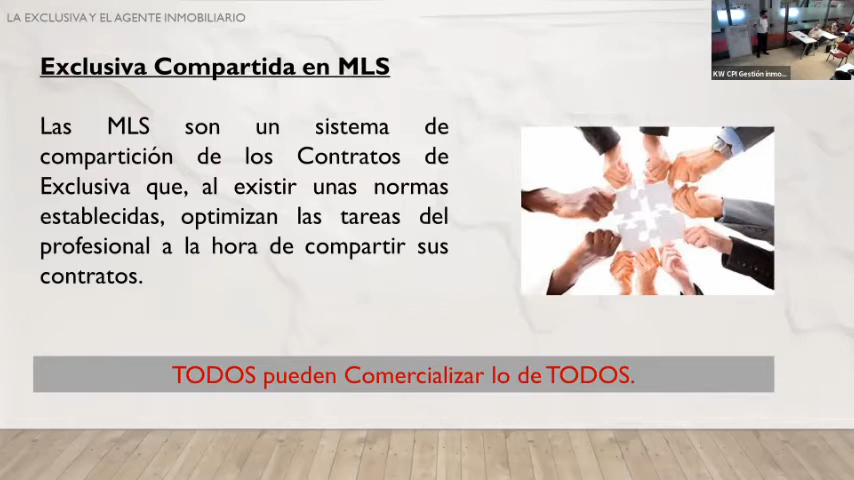 LA EXCLUSIVA Y EL AGENTE INMOBILIARIO
Exclusiva Compartida en MLS
Las MLS son un sistema de
compartición de los Contratos de
Exclusiva que, al existir unas normas
establecidas, optimizan las tareas del
profesional a la hora de compartir sus
contratos.
TODOS pueden Comercializar lo de TODOS.
KW CPI Gestión inmo...